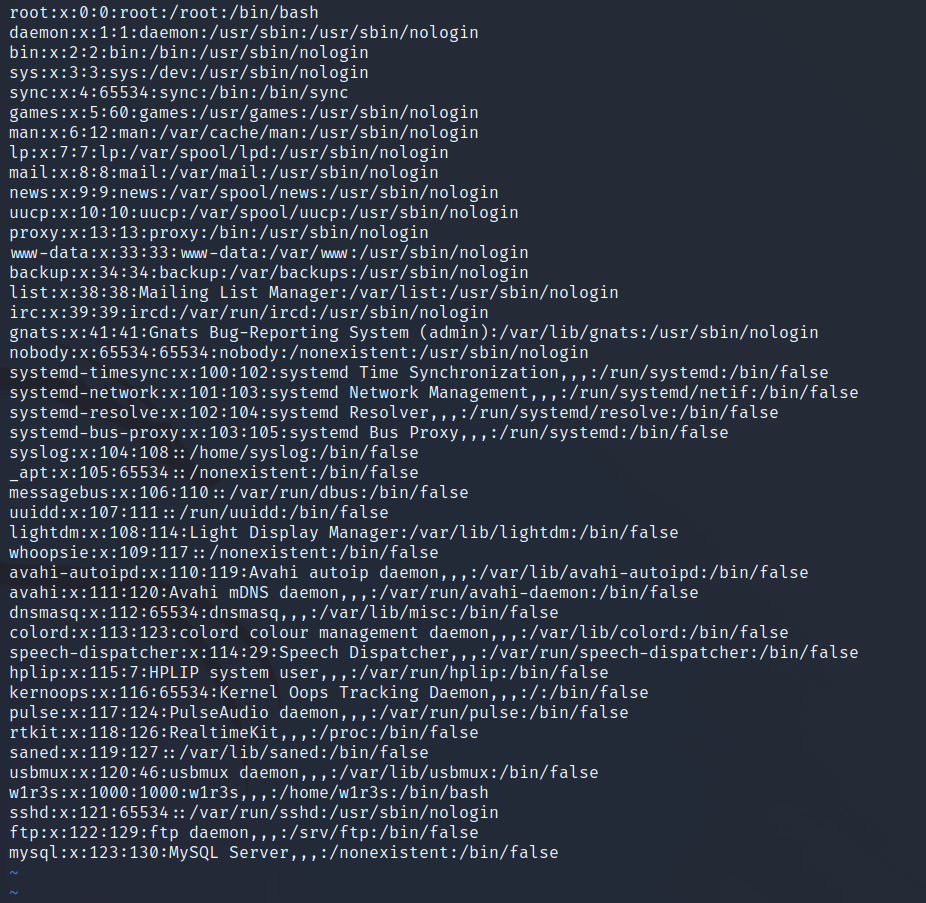 root:x:0:0:root:/root:/bin/bash
daemon:x:1:1:daemon:/usr/sbin:/usr/sbin/nologin
bin:x:2:2:bin:/bin:/usr/sbin/nologin
sys:x:3:3:sys:/dev:/usr/sbin/nologin
sync:x:4:65534:sync:/bin:/bin/sync
games:x:5:60:games:/usr/games:/usr/sbin/nologin
man:x:6:12:man:/var/cache/man:/usr/sbin/nologin
lp:x:7:7:lp:/var/spool/lpd:/usr/sbin/nologin
mail:x:8:8:mail:/var/mail:/usr/sbin/nologin
news:x:9:9:news:/var/spool/news:/usr/sbin/nologin
uucp:x:10:10:uucp:/var/spool/uucp:/usr/sbin/nologin
proxy:x:13:13:proxy:/bin:/usr/sbin/nologin
www-data:x:33:33:www-data:/var/www:/usr/sbin/nologin
backup:x:34:34:backup:/var/backups:/usr/sbin/nologin
list:x:38:38:Mailing List Manager:/var/list:/usr/sbin/nologin
irc:x:39:39:ircd:/var/run/ircd:/usr/sbin/nologin
gnats:x:41:41:Gnats Bug-Reporting System (admin):/var/lib/gnats:/usr/sbin/nologin
nobody:x:65534:65534:nobody:/nonexistent:/usr/sbin/nologin
systemd-timesync:x:100:102:systemd Time Synchronization,,,:/run/systemd:/bin/false
systemd-network:x:101:103:systemd Network Management,,,:/run/systemd/netif:/bin/false
systemd-resolve:x:102:104:systemd Resolver,,,:/run/systemd/resolve:/bin/false
systemd-bus-proxy:x:103:105:systemd Bus Proxy,,,:/run/systemd:/bin/false
syslog:x:104:108::/home/syslog:/bin/false
_apt:x:105:65534::/nonexistent:/bin/false
messagebus:x:106:110::/var/run/dbus:/bin/false
uuidd:x:107:111::/run/uuidd:/bin/false
lightdm:x:108:114:Light Display Manager:/var/lib/lightdm:/bin/false
whoopsie:x:109:117::/nonexistent:/bin/false
avahi-autoipd:x:110:119:Avahi autoip daemon,,,:/var/lib/avahi-autoipd:/bin/false
avahi:x:111:120:Avahi mDNS daemon,,,:/var/run/avahi-daemon:/bin/false
dnsmasq:x:112:65534:dnsmasq,,,:/var/lib/misc:/bin/false
colord:x:113:123:colord colour management daemon,,,:/var/lib/colord:/bin/false
speech-dispatcher:x:114:29:Speech Dispatcher,,,:/var/run/speech-dispatcher:/bin/false
hplip:x:115:7:HPLIP system user,,,:/var/run/hplip:/bin/false
kernoops:x:116:65534:Kernel Oops Tracking Daemon,,,:/:/bin/false
pulse:x:117:124:PulseAudio daemon,,,:/var/run/pulse:/bin/false
rtkit:x:118:126:RealtimeKit,,,:/proc:/bin/false
saned:x:119:127::/var/lib/saned:/bin/false
usbmux:x:120:46:usbmux daemon,,,:/var/lib/usbmux:/bin/false
w1r3s:x:1000:1000:w1r3s,,,:/home/w1r3s:/bin/bash
sshd:x:121:65534::/var/run/sshd:/usr/sbin/nologin
ftp:x:122:129:ftp daemon,,,:/srv/ftp:/bin/false
mysql:x:123:130:MySQL Server,,,:/nonexistent:/bin/false
~
~